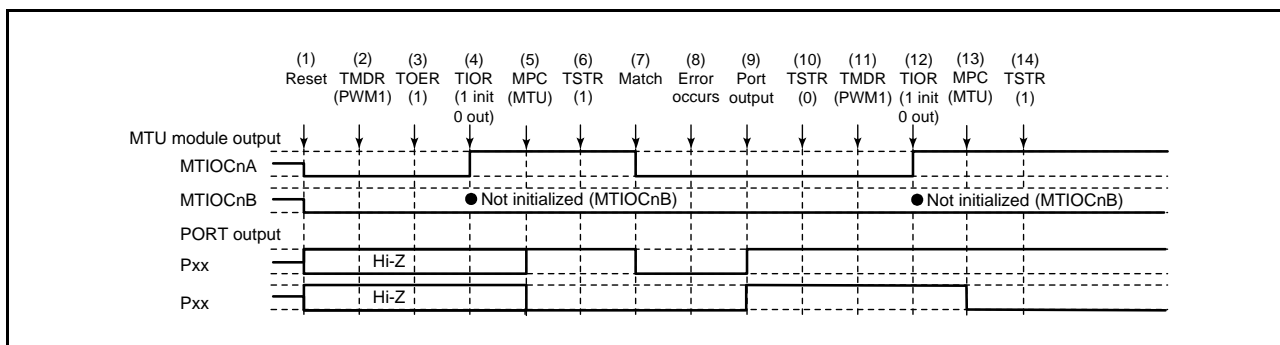 (1) (2) (3) (4) (5) (6) (7) (8) (9) (10) (11) (12) (13) (14)
Reset TMDR TOER TIOR MPC TSTR Match Error Port TSTR TMDR TIOR MPC TSTR
(PWM1) (1) (1 init (MTU) (1) occurs output (0) (PWM1) (1 init (MTU) (1)
0 out) 0 out)
MTU module output
MTIOCnA
MTIOCnB ● Not initialized (MTIOCnB) ● Not initialized (MTIOCnB)
PORT output
Pxx Hi-Z
Pxx Hi-Z